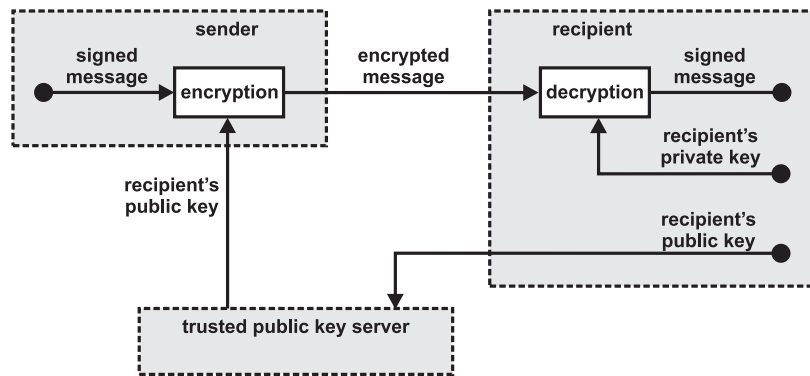 sender
recipient
signed
message
encrypted
message
signed
message
encryption
decryption
recipient's
private key
recipient's
public key
recipient's
public key
trusted public key server